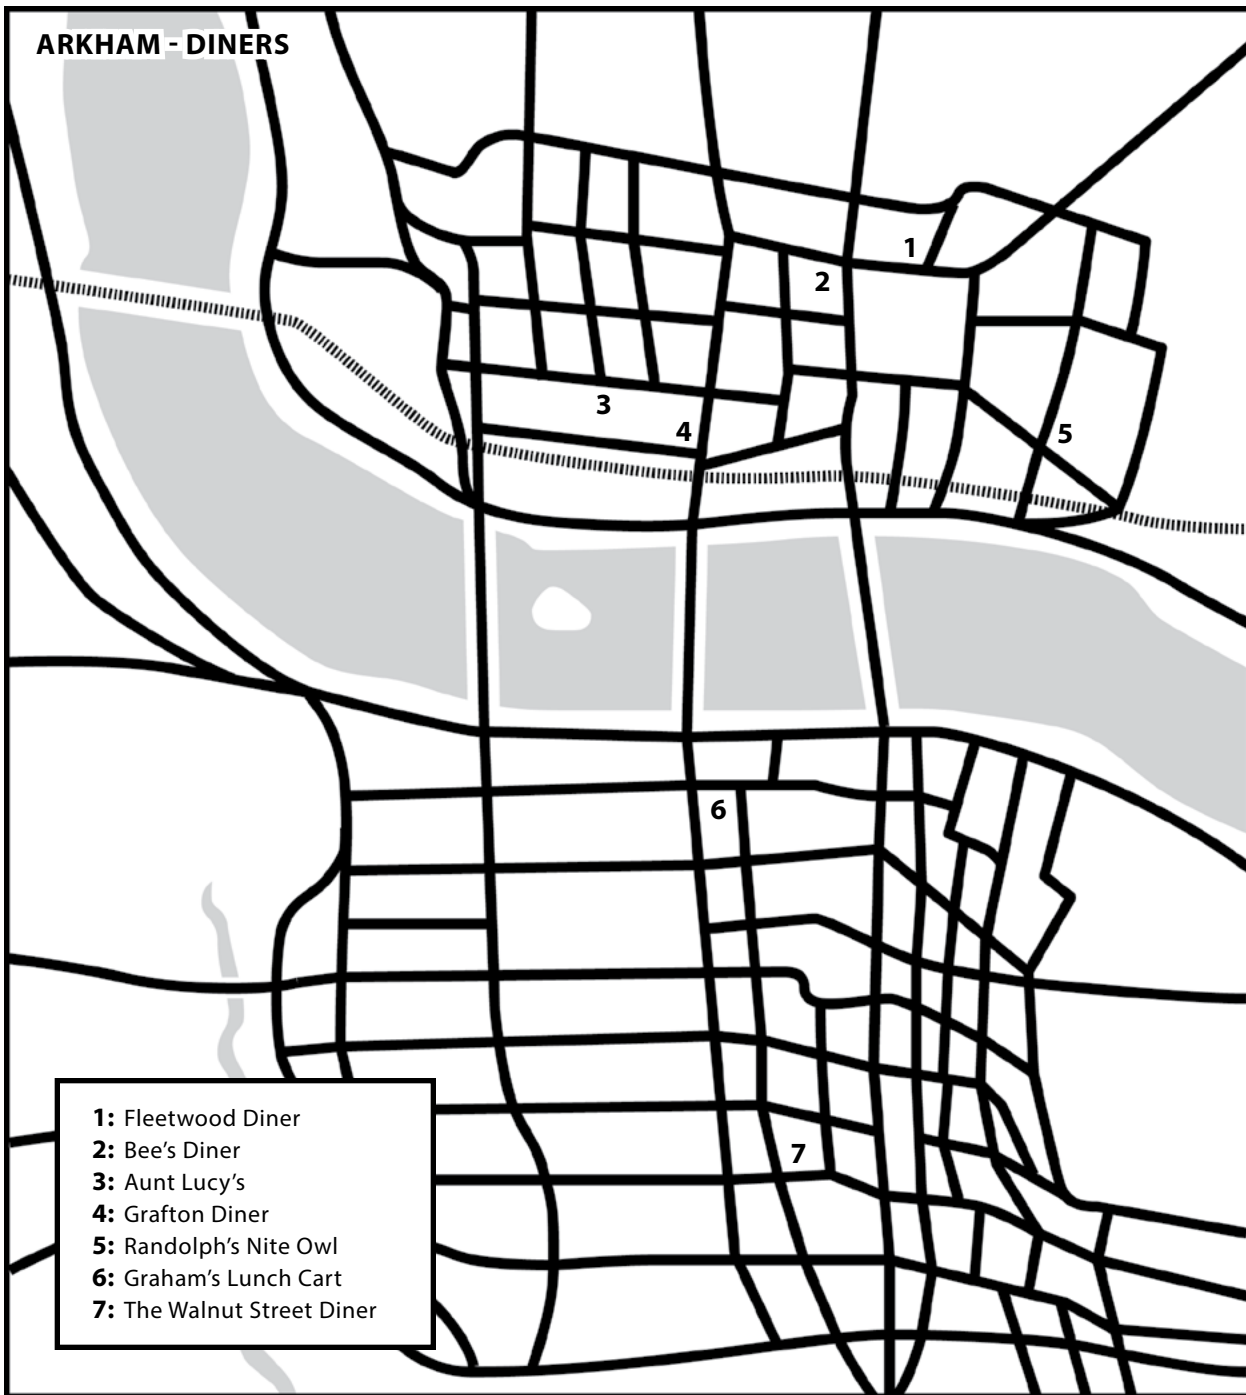 ARKHAM - DINERS
1
2
3
4
5
6
7
1: Fleetwood Diner
2: Bee's Diner
3: Aunt Lucy's
4: Grafton Diner
5: Randolph's Nite Owl
6: Graham's Lunch Cart
7: The Walnut Street Diner